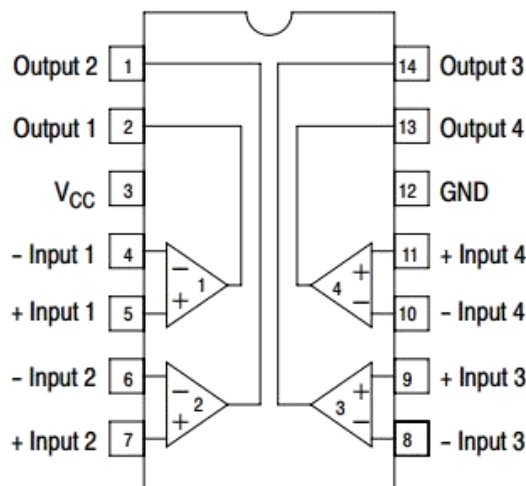 Output 2 1 14 Output 3
Output 1 2 13 Output 4
VCC 3 12 GND
– Input 1 4 – + 11 + Input 4
1 4
+ Input 1 5 + – 10 – Input 4
– Input 2 6 – + 9 + Input 3
2 3
+ Input 2 7 + – 8 – Input 3